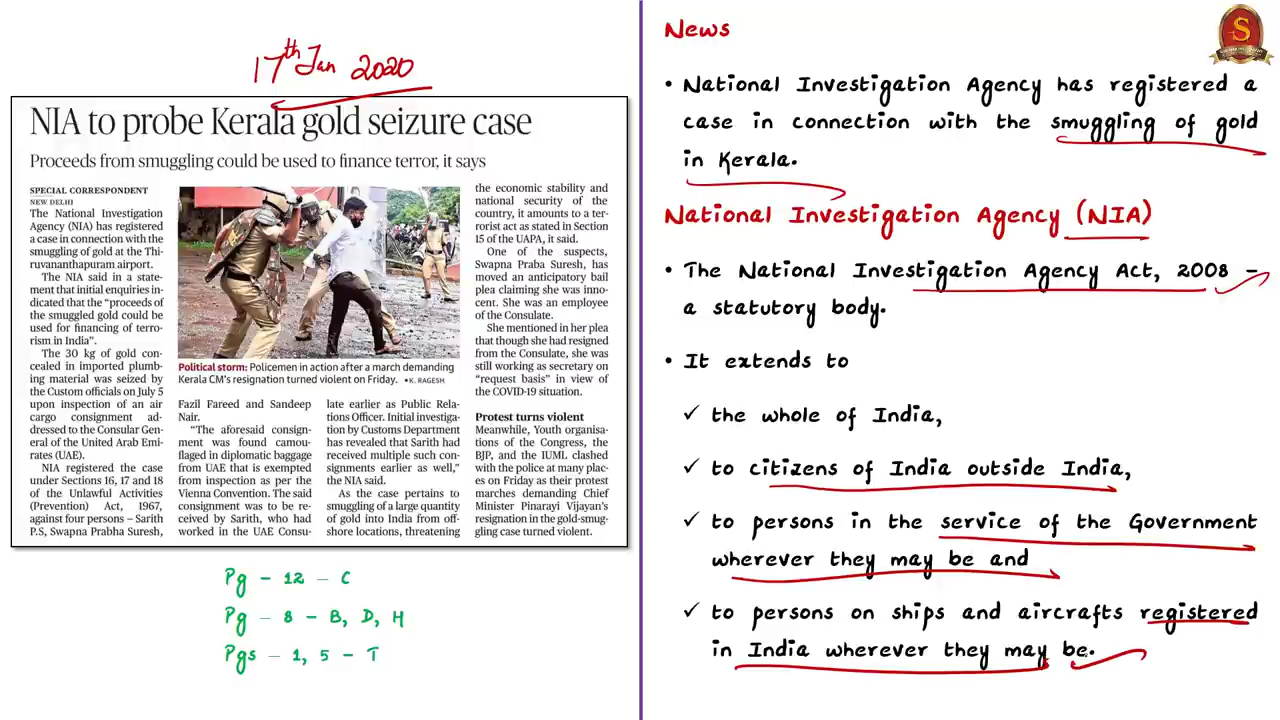 17th Jan 2020
NIA to probe Kerala gold seizure case
Proceeds from smuggling could be used to finance terror, it says
SPECIAL CORRESPONDENT
NEW DELHI
The National Investigation
Agency (NIA) has registered
a case in connection with the
smuggling of gold at the Thi-
ruvananthapuram airport.
The NIA said in a state-
ment that initial enquiries in-
dicated that the "proceeds of
the smuggled gold could be
used for financing of terro-
rism in India".
The 30 kg of gold con-
cealed in imported plumb-
ing material was seized by
the Custom officials on July 5
upon inspection of an air
cargo consignment ad-
dressed to the Consular Gen-
eral of the United Arab Emi-
rates (UAE).
NIA registered the case
under Sections 16, 17 and 18
of the Unlawful Activities
(Prevention) Act, 1967,
against four persons – Sarith
P.S, Swapna Prabha Suresh,
Political storm: Policemen in action after a march demanding
Kerala CM's resignation turned violent on Friday. •K. RAGESH
Fazil Fareed and Sandeep
Nair.
"The aforesaid consign-
ment was found camou-
flaged in diplomatic baggage
from UAE that is exempted
from inspection as per the
Vienna Convention. The said
consignment was to be re-
ceived by Sarith, who had
worked in the UAE Consu-
late earlier as Public Rela-
tions Officer. Initial investiga-
tion by Customs Department
has revealed that Sarith had
received multiple such con-
signments earlier as well,"
the NIA said.
As the case pertains to
smuggling of a large quantity
of gold into India from off-
shore locations, threatening
the economic stability and
national security of the
country, it amounts to a ter-
rorist act as stated in Section
15 of the UAPA, it said.
One of the suspects,
Swapna Praba Suresh, has
moved an anticipatory bail
plea claiming she was inno-
cent. She was an employee
of the Consulate.
She mentioned in her plea
that though she had resigned
from the Consulate, she was
still working as secretary on
"request basis" in view of
the COVID-19 situation.
Protest turns violent
Meanwhile, Youth organisa-
tions of the Congress, the
BJP, and the IUML clashed
with the police at many plac-
es on Friday as their protest
marches demanding Chief
Minister Pinarayi Vijayan's
resignation in the gold-smug-
gling case turned violent.
Pg - 12 - C
Pg - 8 - B, D, H
Pgs - 1, 5 - T
News
• National Investigation Agency has registered a
case in connection with the smuggling of gold
in Kerala.
National Investigation Agency (NIA)
• The National Investigation Agency Act, 2008 –
a statutory body.
• It extends to
✓ the whole of India,
✓ to citizens of India outside India,
✓ to persons in the service of the Government
wherever they may be and
✓ to persons on ships and aircrafts registered
in India wherever they may be.
S